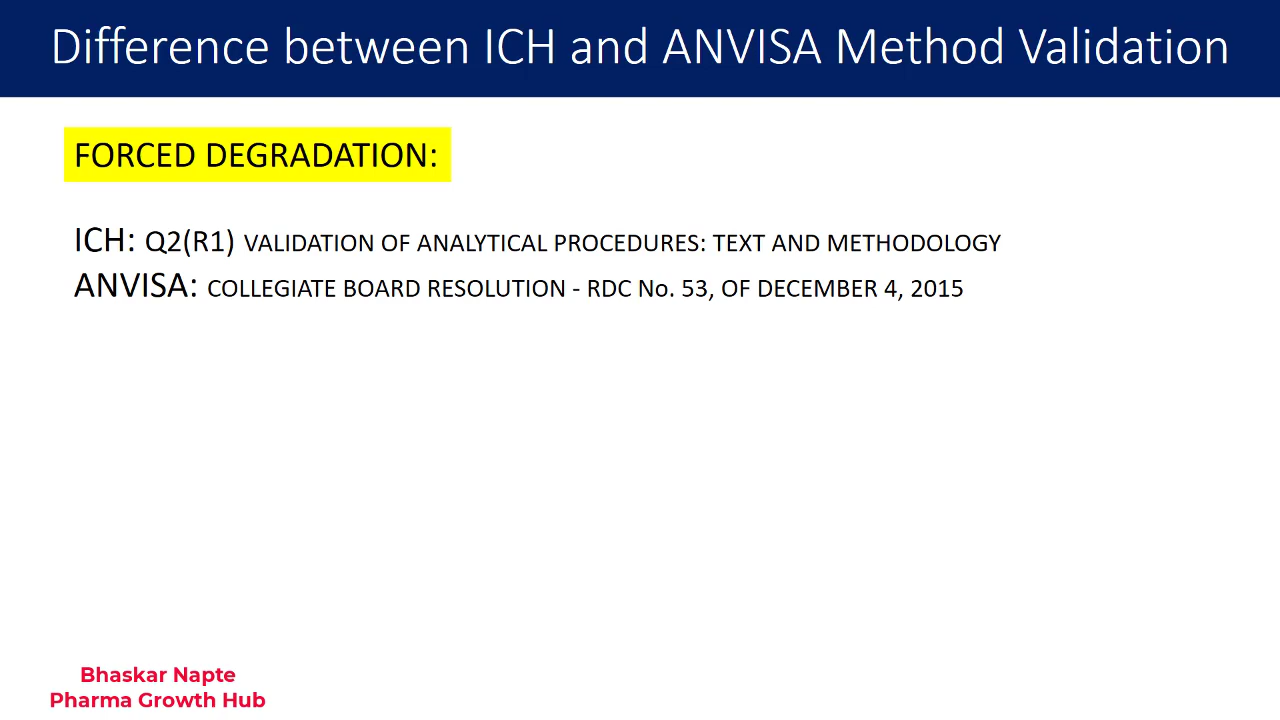 Difference between ICH and ANVISA Method Validation
FORCED DEGRADATION:
ICH: Q2(R1) VALIDATION OF ANALYTICAL PROCEDURES: TEXT AND METHODOLOGY
ANVISA: COLLEGIATE BOARD RESOLUTION - RDC No. 53, OF DECEMBER 4, 2015
Bhaskar Napte
Pharma Growth Hub